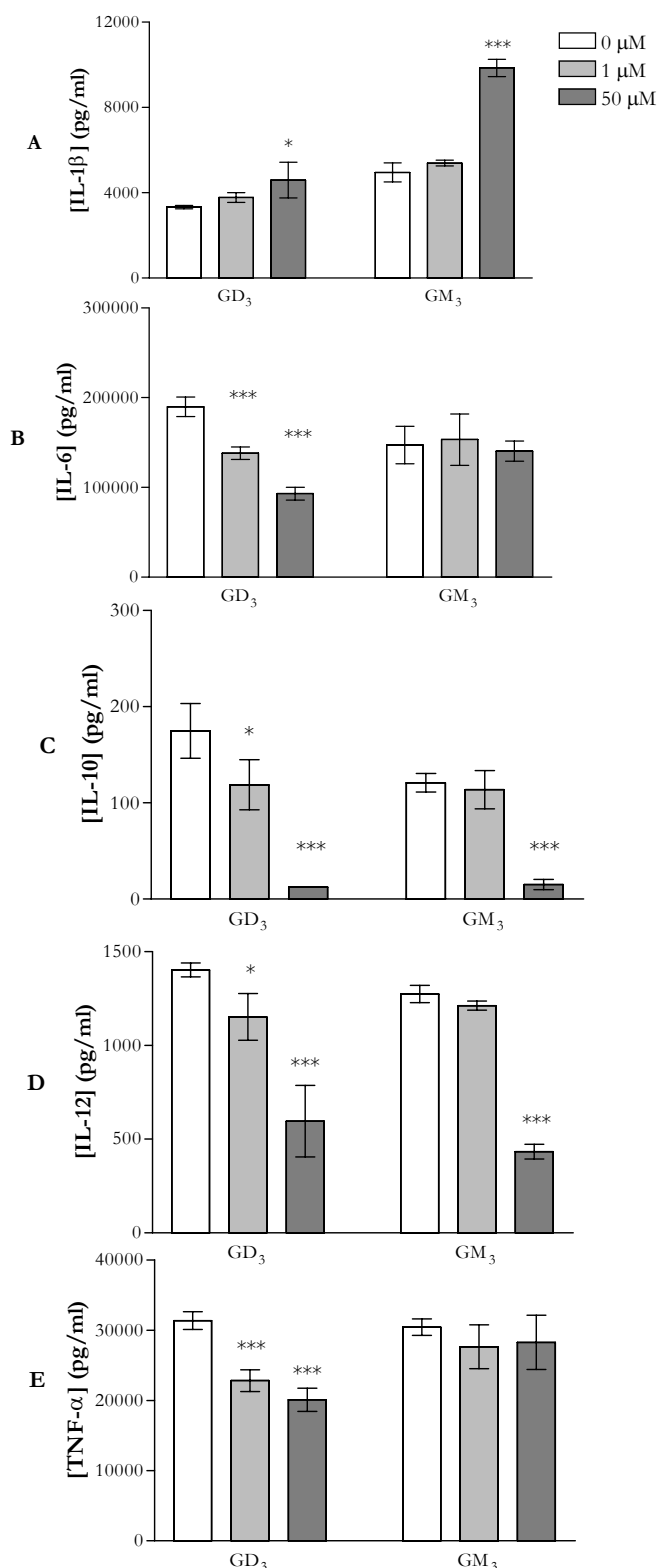 12000
8000
4000
0
A
[IL-1β] (pg/ml)
*
***
GD₃
GM₃
0 µM
1 µM
50 µM
300000
200000
100000
0
B
[IL-6] (pg/ml)
***
***
GD₃
GM₃
300
200
100
0
C
[IL-10] (pg/ml)
*
***
***
GD₃
GM₃
1500
1000
500
0
D
[IL-12] (pg/ml)
*
***
***
GD₃
GM₃
40000
30000
20000
10000
0
E
[TNF-α] (pg/ml)
***
***
GD₃
GM₃